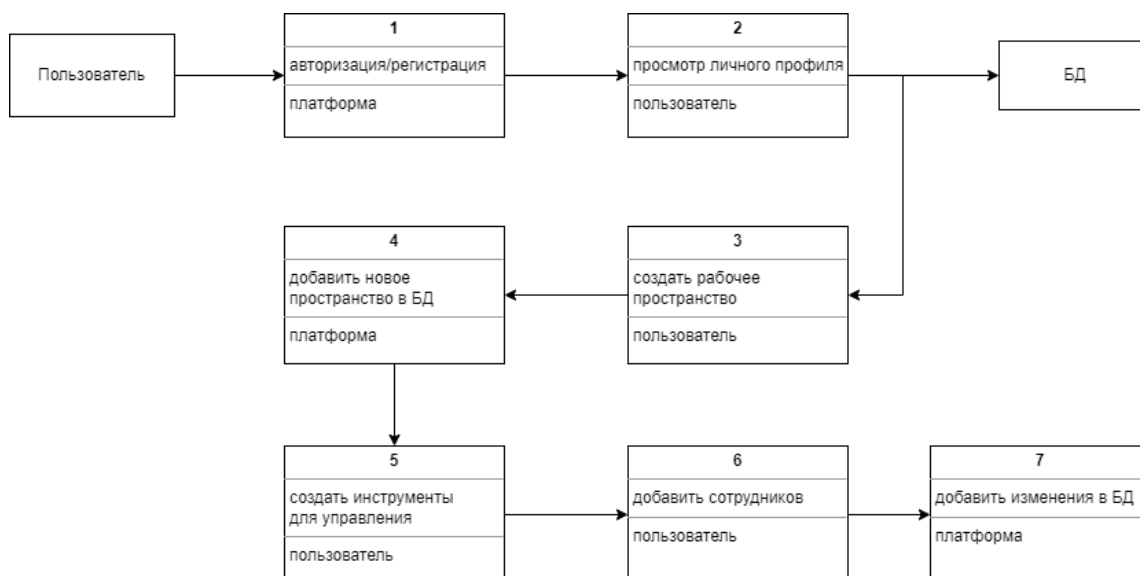 Пользователь
1
авторизация/регистрация
платформа
2
просмотр личного профиля
пользователь
БД
4
добавить новое
пространство в БД
платформа
3
создать рабочее
пространство
пользователь
5
создать инструменты
для управления
пользователь
6
добавить сотрудников
пользователь
7
добавить изменения в БД
платформа